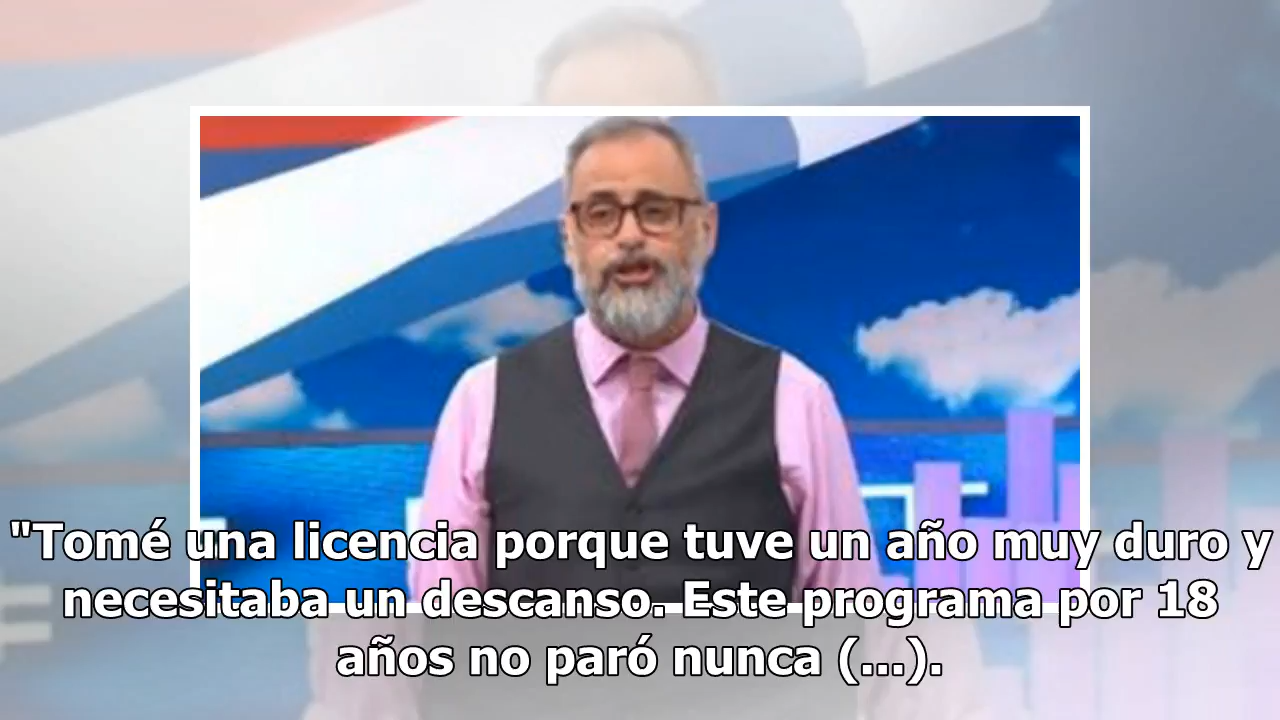 "Tomé una licencia porque tuve un año muy duro y
necesitaba un descanso. Este programa por 18
años no paró nunca (...).